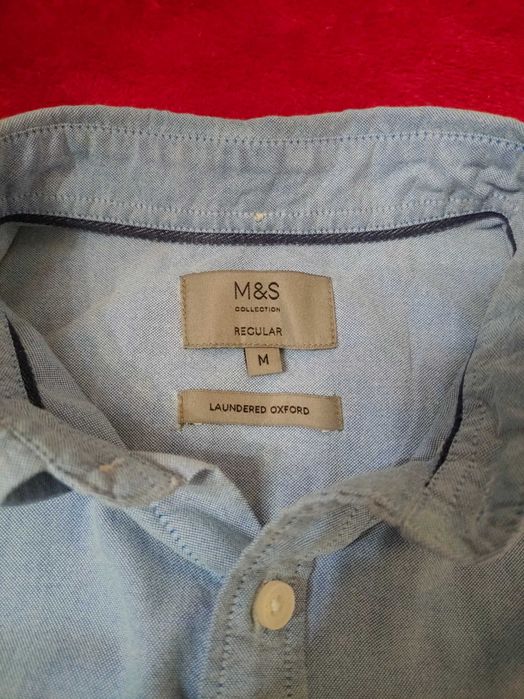 M&S
COLLECTION
REGULAR
M
LAUNDERED OXFORD